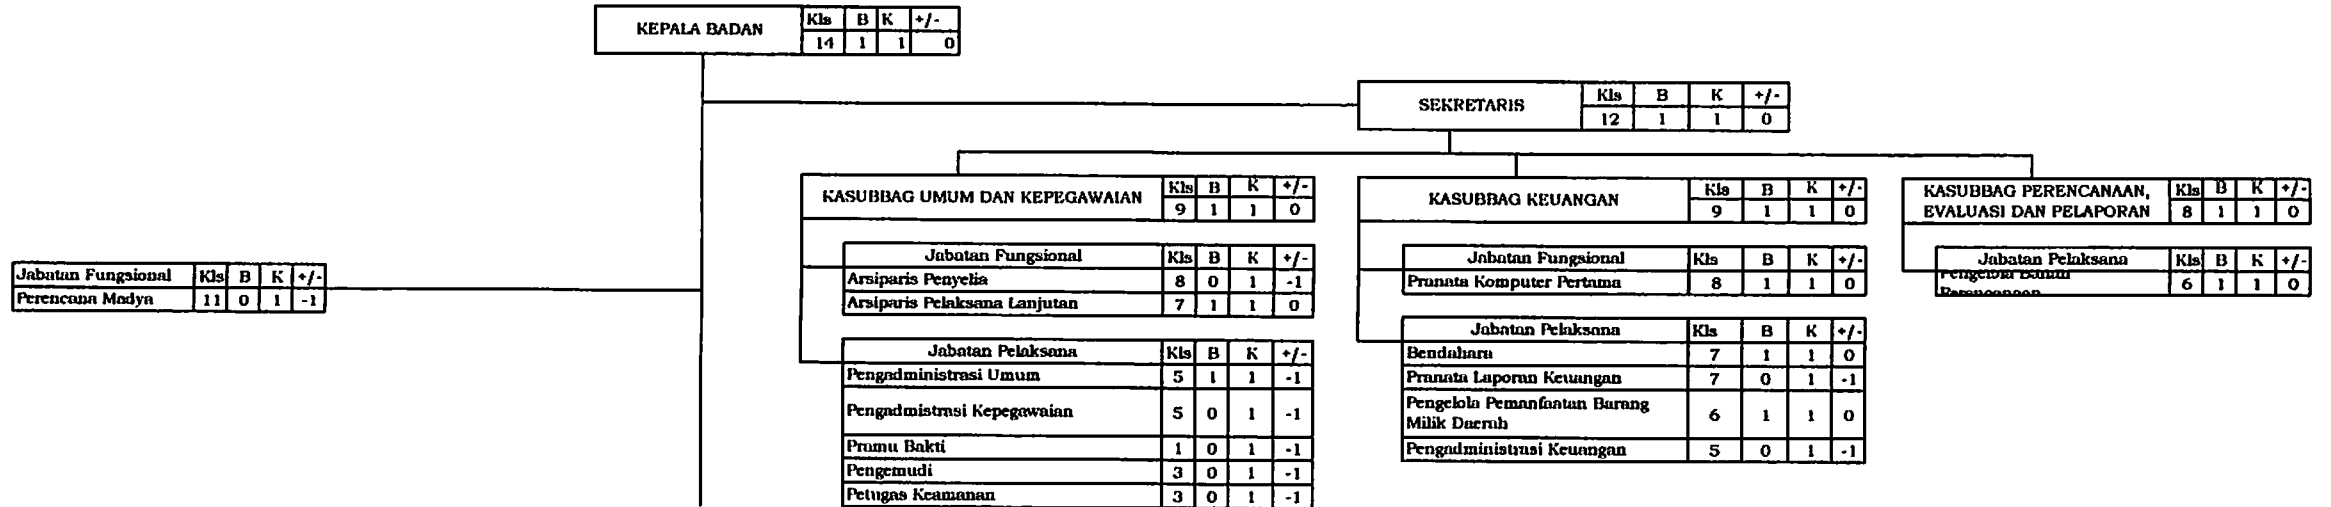 KEPALA BADAN Kls B K +/-
14 1 1 0
SEKRETARIS Kls B K +/-
12 1 1 0
KASUBBAG UMUM DAN KEPEGAWAIAN Kls B K +/-
9 1 1 0
KASUBBAG KEUANGAN Kls B K +/-
9 1 1 0
KASUBBAG PERENCANAAN, EVALUASI DAN PELAPORAN Kls B K +/-
8 1 1 0
Jabatan Fungsional Kls B K +/-
Perencana Madya 11 0 1 -1
Jabatan Fungsional Kls B K +/-
Arsiparis Penyelia 8 0 1 -1
Arsiparis Pelaksana Lanjutan 7 1 1 0
Jabatan Pelaksana Kls B K +/-
Pengadministrasi Umum 5 1 1 -1
Pengadmistrasi Kepegawaian 5 0 1 -1
Pramu Bakti 1 0 1 -1
Pengemudi 3 0 1 -1
Petugas Keamanan 3 0 1 -1
Jabatan Fungsional Kls B K +/-
Pranata Komputer Pertama 8 1 1 0
Jabatan Pelaksana Kls B K +/-
Bendahara 7 1 1 0
Pranata Laporan Keuangan 7 0 1 -1
Pengelola Pemanfaatan Barang
Milik Daerah 6 1 1 0
Pengadministrasi Keuangan 5 0 1 -1
Jabatan Pelaksana Kls B K +/-
6 1 1 0